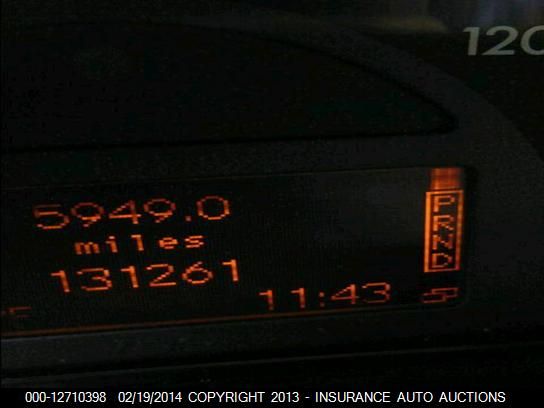 120
5949.0
miles
131261
P
R
N
D
11:43
000-12710398 02/19/2014 COPYRIGHT 2013 - INSURANCE AUTO AUCTIONS